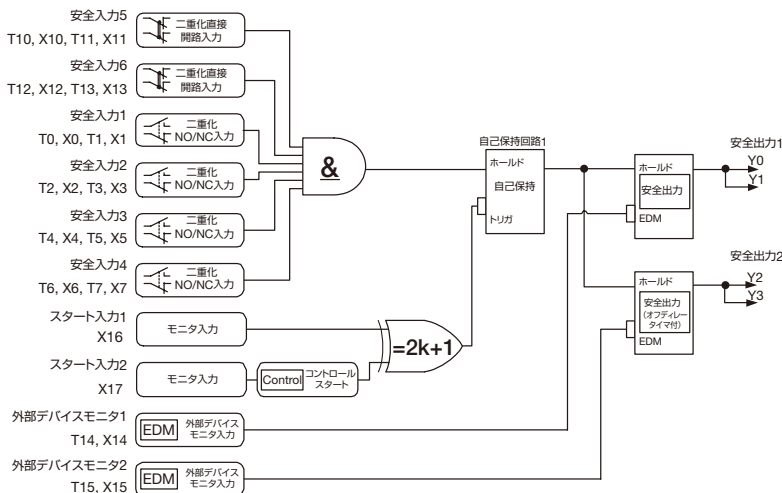 安全入力5
T10, X10, T11, X11
二重化直接
開路入力
安全入力6
T12, X12, T13, X13
二重化直接
開路入力
安全入力1
T0, X0, T1, X1
二重化
NO/NC入力
安全入力2
T2, X2, T3, X3
二重化
NO/NC入力
安全入力3
T4, X4, T5, X5
二重化
NO/NC入力
安全入力4
T6, X6, T7, X7
二重化
NO/NC入力
&
スタート入力1
X16
モニタ入力
スタート入力2
X17
モニタ入力
Control
コントロール
スタート
=2k+1
外部デバイスモニタ1
T14, X14
EDM
外部デバイス
モニタ入力
外部デバイスモニタ2
T15, X15
EDM
外部デバイス
モニタ入力
自己保持回路1
ホールド
自己保持
トリガ
安全出力1
ホールド
安全出力
EDM
Y0
Y1
安全出力2
ホールド
安全出力
(オフディレー
タイマ付)
EDM
Y2
Y3